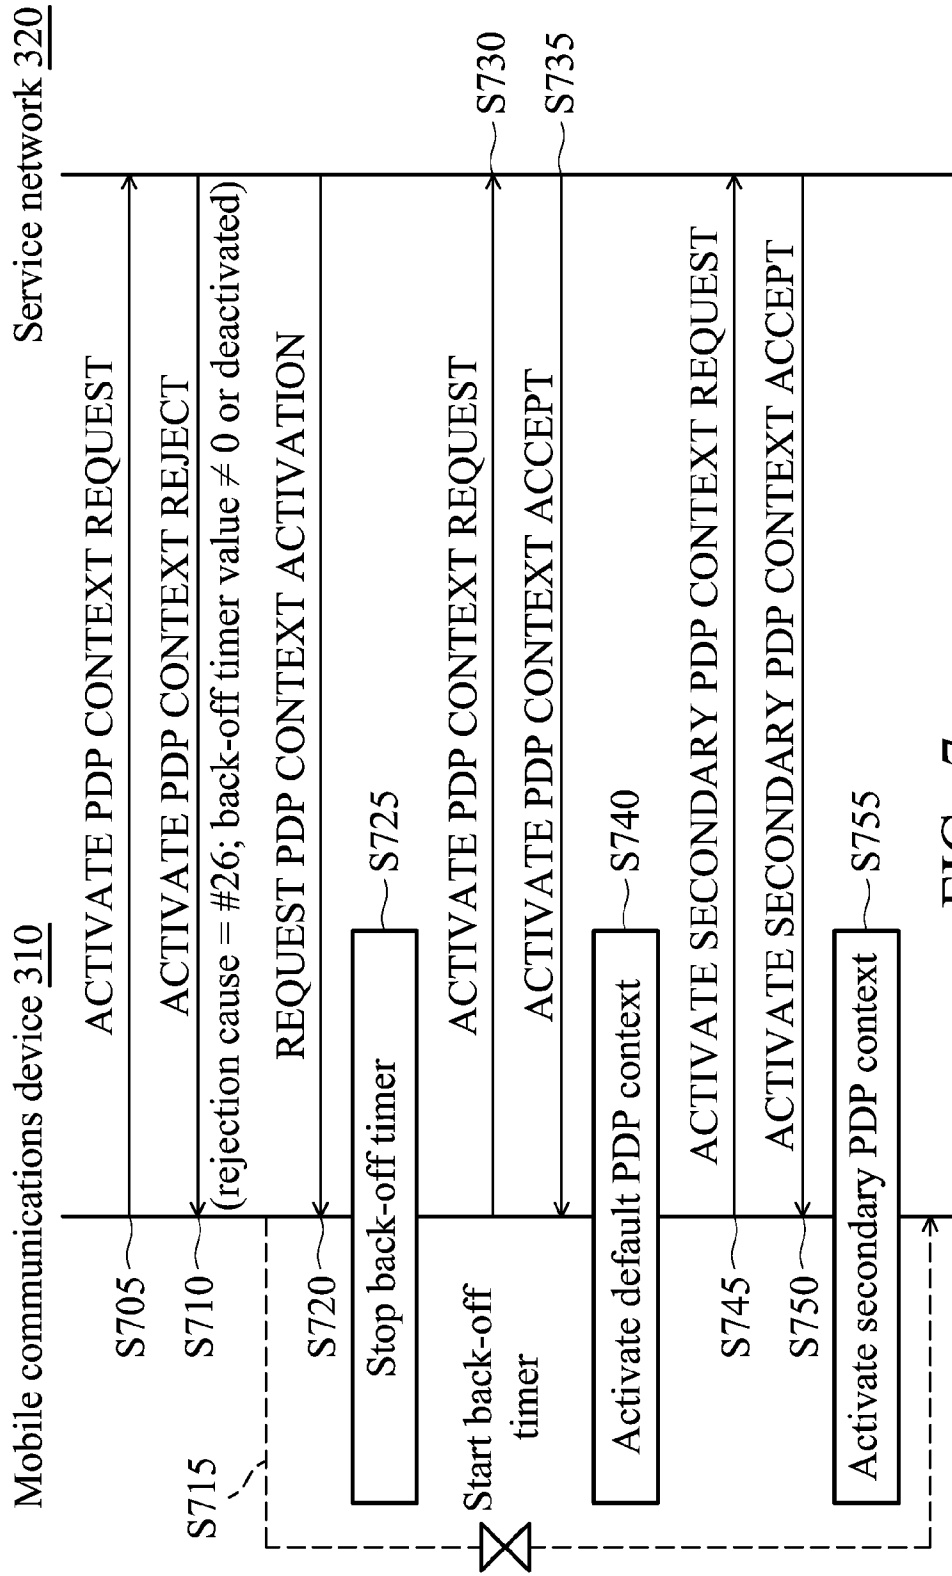 Mobile communications device 310
Service network 320
S705
ACTIVATE PDP CONTEXT REQUEST
S710
ACTIVATE PDP CONTEXT REJECT
(rejection cause = #26; back-off timer value ≠ 0 or deactivated)
S715
S720
REQUEST PDP CONTEXT ACTIVATION
Stop back-off timer
S725
Start back-off
timer
ACTIVATE PDP CONTEXT REQUEST
S730
ACTIVATE PDP CONTEXT ACCEPT
S735
Activate default PDP context
S740
S745
ACTIVATE SECONDARY PDP CONTEXT REQUEST
S750
ACTIVATE SECONDARY PDP CONTEXT ACCEPT
Activate secondary PDP context
S755
FIG. 7